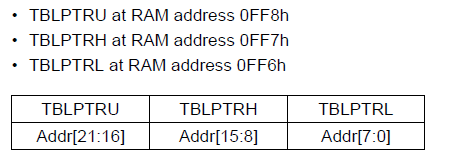 • TBLPTRU at RAM address 0FF8h
• TBLPTRH at RAM address 0FF7h
• TBLPTRL at RAM address 0FF6h
TBLPTRU TBLPTRH TBLPTRL
Addr[21:16] Addr[15:8] Addr[7:0]